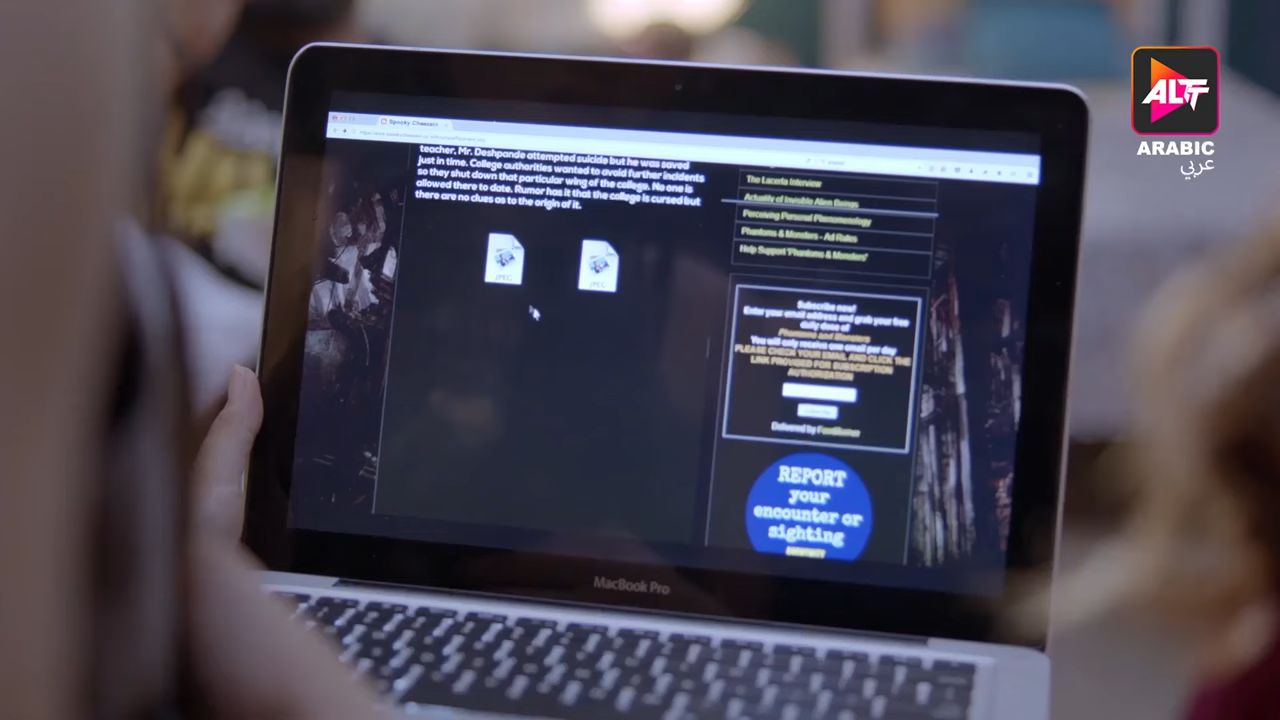 Spooky Cheesers
teacher, Mr. Deshpande attempted suicide but he was saved
just in time. College authorities wanted to avoid further incidents
so they shut down that particular wing of the college. No one is
allowed there to date. Rumor has it that the college is cursed but
there are no clues as to the origin of it.
JPEG
JPEG
The Lacerta Interview
Actuality of Invisible Alien Beings
Perceiving Personal Phenomenology
Phantoms & Monsters - Ad Rates
Help Support 'Phantoms & Monsters'
Subscribe now!
Enter your email address and grab your free
daily dose of
Phantoms and Monsters
You will only receive one email per day
PLEASE CHECK YOUR EMAIL AND CLICK THE
LINK PROVIDED FOR SUBSCRIPTION
AUTHORIZATION
Subscribe
Delivered by FeedBurner
REPORT
your
encounter or
sighting
MacBook Pro
ALTT
ARABIC
عربي